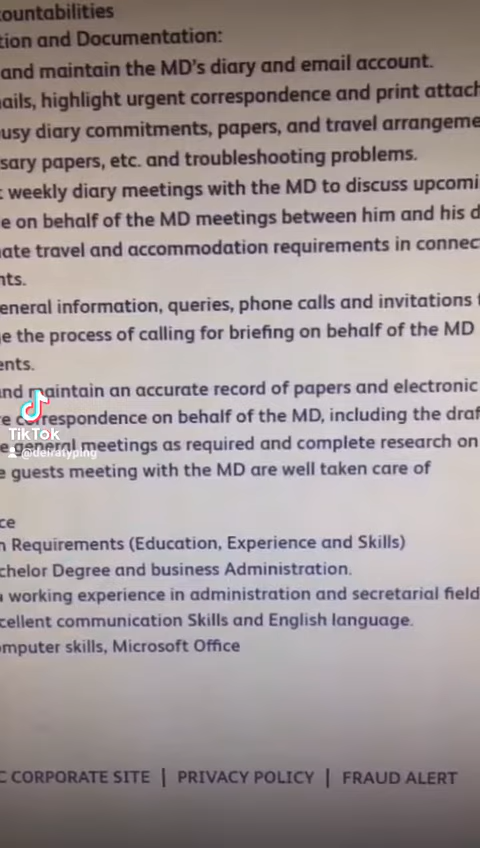 ountabilities
tion and Documentation:
and maintain the MD's diary and email account.
ails, highlight urgent correspondence and print attach
usy diary commitments, papers, and travel arrangeme
sary papers, etc. and troubleshooting problems.
t weekly diary meetings with the MD to discuss upcomi
e on behalf of the MD meetings between him and his d
ate travel and accommodation requirements in connec
nts.
eneral information, queries, phone calls and invitations f
e the process of calling for briefing on behalf of the MD
ents.
and maintain an accurate record of papers and electronic
re correspondence on behalf of the MD, including the draf
TikTok
e general meetings as required and complete research on
@deiratyping
e guests meeting with the MD are well taken care of
ce
n Requirements (Education, Experience and Skills)
chelor Degree and business Administration.
working experience in administration and secretarial field
cellent communication Skills and English language.
mputer skills, Microsoft Office
C CORPORATE SITE | PRIVACY POLICY | FRAUD ALERT